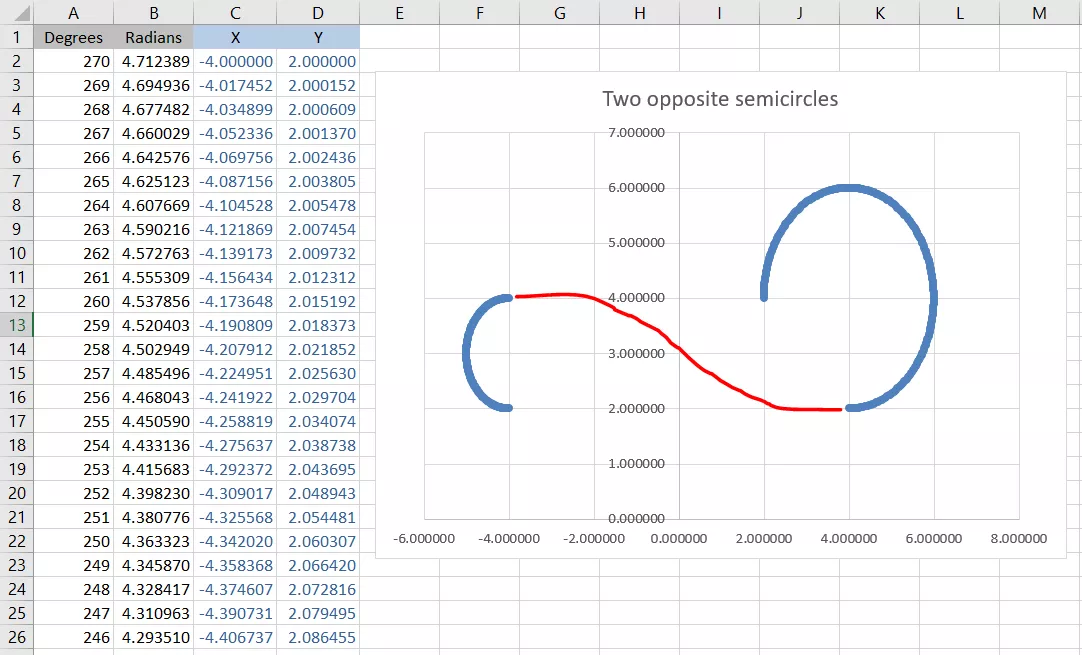 A B C D E F G H I J K L M
1 Degrees Radians X Y
2 270 4.712389 -4.000000 2.000000
3 269 4.694936 -4.017452 2.000152
4 268 4.677482 -4.034899 2.000609
5 267 4.660029 -4.052336 2.001370
6 266 4.642576 -4.069756 2.002436
7 265 4.625123 -4.087156 2.003805
8 264 4.607669 -4.104528 2.005478
9 263 4.590216 -4.121869 2.007454
10 262 4.572763 -4.139173 2.009732
11 261 4.555309 -4.156434 2.012312
12 260 4.537856 -4.173648 2.015192
13 259 4.520403 -4.190809 2.018373
14 258 4.502949 -4.207912 2.021852
15 257 4.485496 -4.224951 2.025630
16 256 4.468043 -4.241922 2.029704
17 255 4.450590 -4.258819 2.034074
18 254 4.433136 -4.275637 2.038738
19 253 4.415683 -4.292372 2.043695
20 252 4.398230 -4.309017 2.048943
21 251 4.380776 -4.325568 2.054481
22 250 4.363323 -4.342020 2.060307
23 249 4.345870 -4.358368 2.066420
24 248 4.328417 -4.374607 2.072816
25 247 4.310963 -4.390731 2.079495
26 246 4.293510 -4.406737 2.086455
Two opposite semicircles
7.000000
6.000000
5.000000
4.000000
3.000000
2.000000
1.000000
0.000000
-6.000000 -4.000000 -2.000000 0.000000 2.000000 4.000000 6.000000 8.000000